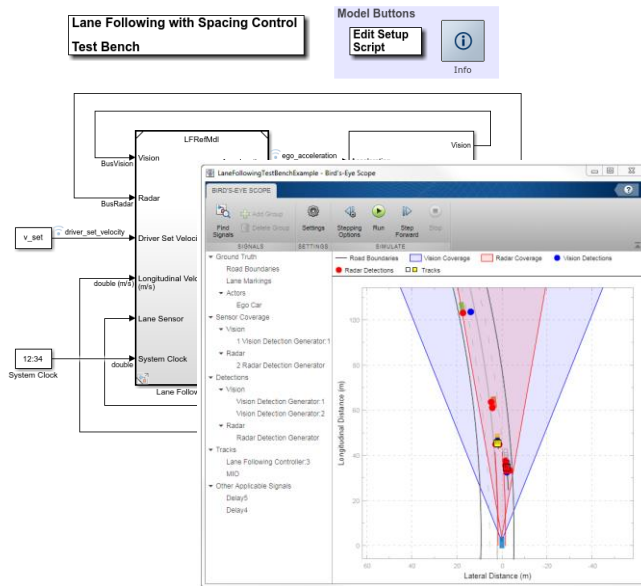 Lane Following with Spacing Control
Test Bench
Model Buttons
Edit Setup
Script
Info
LFRefMdl
ego_acceleration
Vision
BusVision
Vision
Radar
BusRadar
v_set
driver_set_velocity
Driver Set Veloci
Longitudinal Velo
(m/s)
double (m/s)
Lane Sensor
12:34
System Clock
double
System Clock
Lane Follow
LaneFollowingTestBenchExample - Bird's-Eye Scope
BIRD'S-EYE SCOPE
Find
Signals
Add Group
Delete Group
Settings
Stepping
Options
Run
Step
Forward
Stop
SIGNALS
SETTINGS
SIMULATE
Ground Truth
Road Boundaries
Lane Markings
Actors
Ego Car
Sensor Coverage
Vision
1 Vision Detection Generator:1
Radar
2 Radar Detection Generator
Detections
Vision
Vision Detection Generator:1
Vision Detection Generator:2
Radar
Radar Detection Generator
Tracks
Lane Following Controller:3
MIO
Other Applicable Signals
Delay5
Delay4
Road Boundaries
Vision Coverage
Radar Coverage
Vision Detections
Radar Detections
Tracks
Longitudinal Distance (m)
100
80
60
40
20
0
60
40
20
0
-20
-40
Lateral Distance (m)